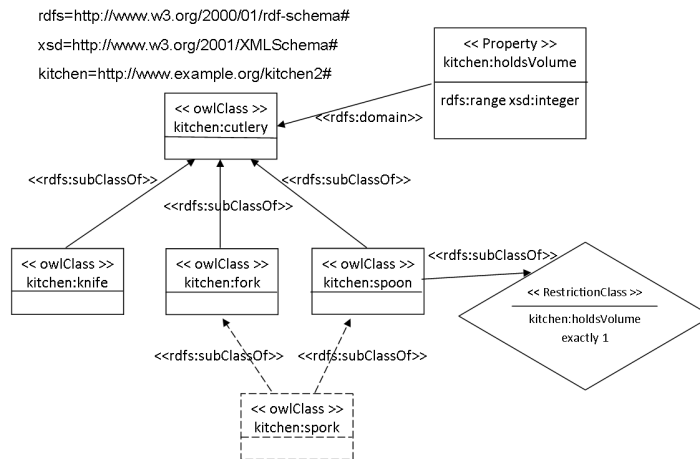 rdfs=http://www.w3.org/2000/01/rdf-schema#
xsd=http://www.w3.org/2001/XMLSchema#
kitchen=http://www.example.org/kitchen2#
<< Property >>
kitchen:holdsVolume
rdfs:range xsd:integer
<<rdfs:domain>>
<< owlClass >>
kitchen:cutlery
<<rdfs:subClassOf>>
<<rdfs:subClassOf>>
<<rdfs:subClassOf>>
<< owlClass >>
kitchen:knife
<< owlClass >>
kitchen:fork
<< owlClass >>
kitchen:spoon
<<rdfs:subClassOf>>
<< RestrictionClass >>
kitchen:holdsVolume
exactly 1
<<rdfs:subClassOf>>
<<rdfs:subClassOf>>
<< owlClass >>
kitchen:spork